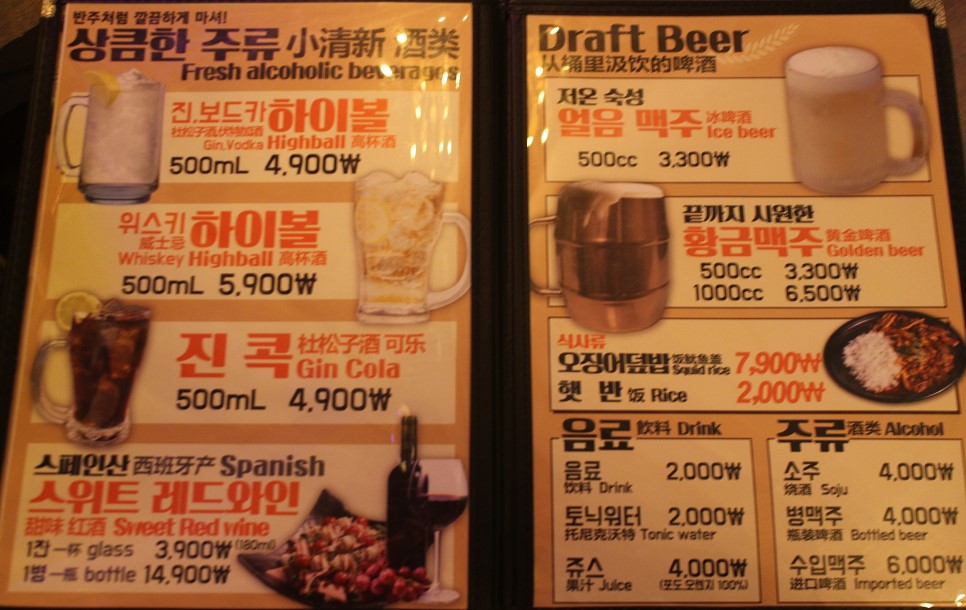 반주처럼 깔끔하게 마셔!
상큼한 주류 小清新 酒类
Fresh alcoholic beverages
진.보드카 하이볼
杜松子酒,伏特加酒
Gin.Vodka Highball 高杯酒
500mL 4,900₩
위스키 하이볼
威士忌
Whiskey Highball 高杯酒
500mL 5,900₩
진 콕 杜松子酒 可乐
Gin Cola
500mL 4,900₩
스페인산 西班牙产 Spanish
스위트 레드와인
甜味 红酒 Sweet Red wine
1잔 一杯 glass 3,900₩ (180ml)
1병 一瓶 bottle 14,900₩
Draft Beer
从桶里汲饮的啤酒
저온 숙성
얼음 맥주 冰啤酒
Ice beer
500cc 3,300₩
끝까지 시원한
황금맥주 黄金啤酒
Golden beer
500cc 3,300₩
1000cc 6,500₩
식사류
오징어덮밥 Squid rice 7,900₩
햇 반 饭 Rice 2,000₩
음료 飲料 Drink
음료 2,000₩
饮料 Drink
토닉워터 2,000₩
托尼克沃特 Tonic water
쥬스 4,000₩
果汁 Juice (포도오렌지 100%)
주류 酒类 Alcohol
소주 4,000₩
烧酒 Soju
병맥주 4,000₩
瓶装啤酒 Bottled beer
수입맥주 6,000₩
进口啤酒 Imported beer